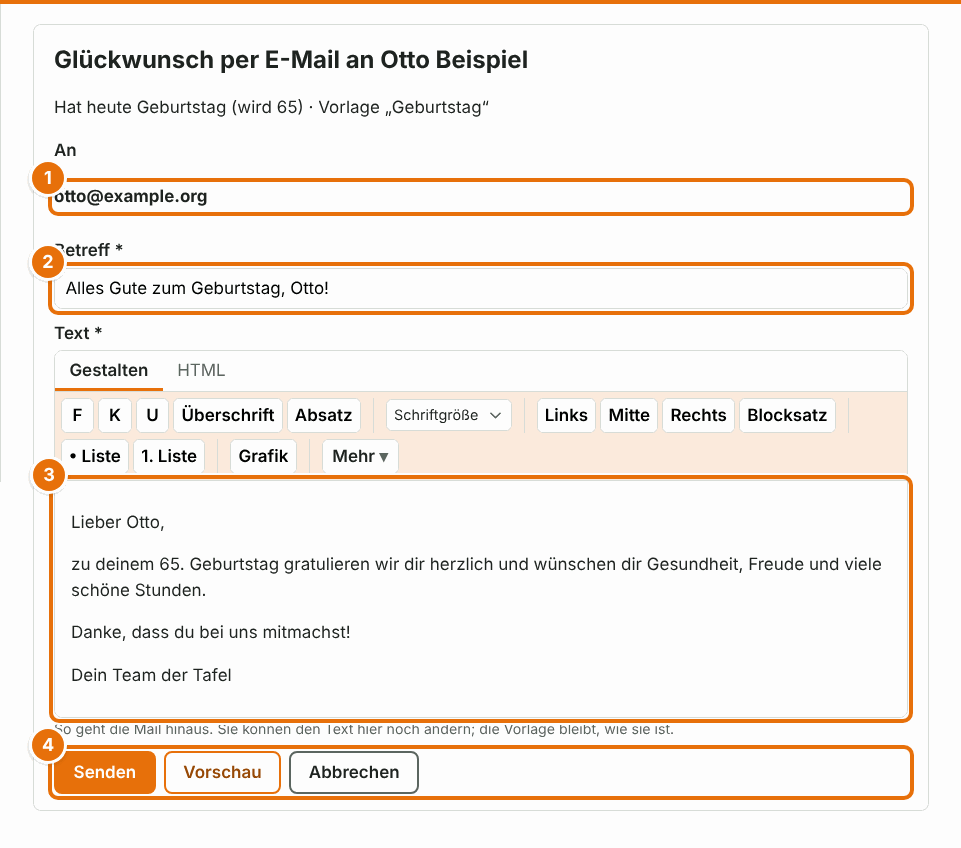 Glückwunsch per E-Mail an Otto Beispiel
Hat heute Geburtstag (wird 65) · Vorlage „Geburtstag“
An
1
otto@example.org
Betreff *
2
Alles Gute zum Geburtstag, Otto!
Text *
Gestalten HTML
F K U Überschrift Absatz Schriftgröße Links Mitte Rechts Blocksatz
• Liste 1. Liste Grafik Mehr ▾
3
Lieber Otto,
zu deinem 65. Geburtstag gratulieren wir dir herzlich und wünschen dir Gesundheit, Freude und viele
schöne Stunden.
Danke, dass du bei uns mitmachst!
Dein Team der Tafel
So geht die Mail hinaus. Sie können den Text hier noch ändern; die Vorlage bleibt, wie sie ist.
4
Senden Vorschau Abbrechen